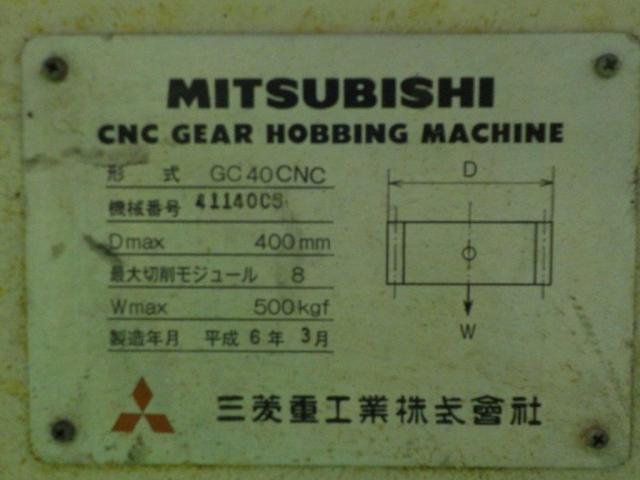 MITSUBISHI
CNC GEAR HOBBING MACHINE
形 式 GC40CNC
機械番号 41140C5
Dmax 400mm
最大切削モジュール 8
Wmax 500kgf
製造年月 平成 6年 3月
D
W
三菱重工業株式會社